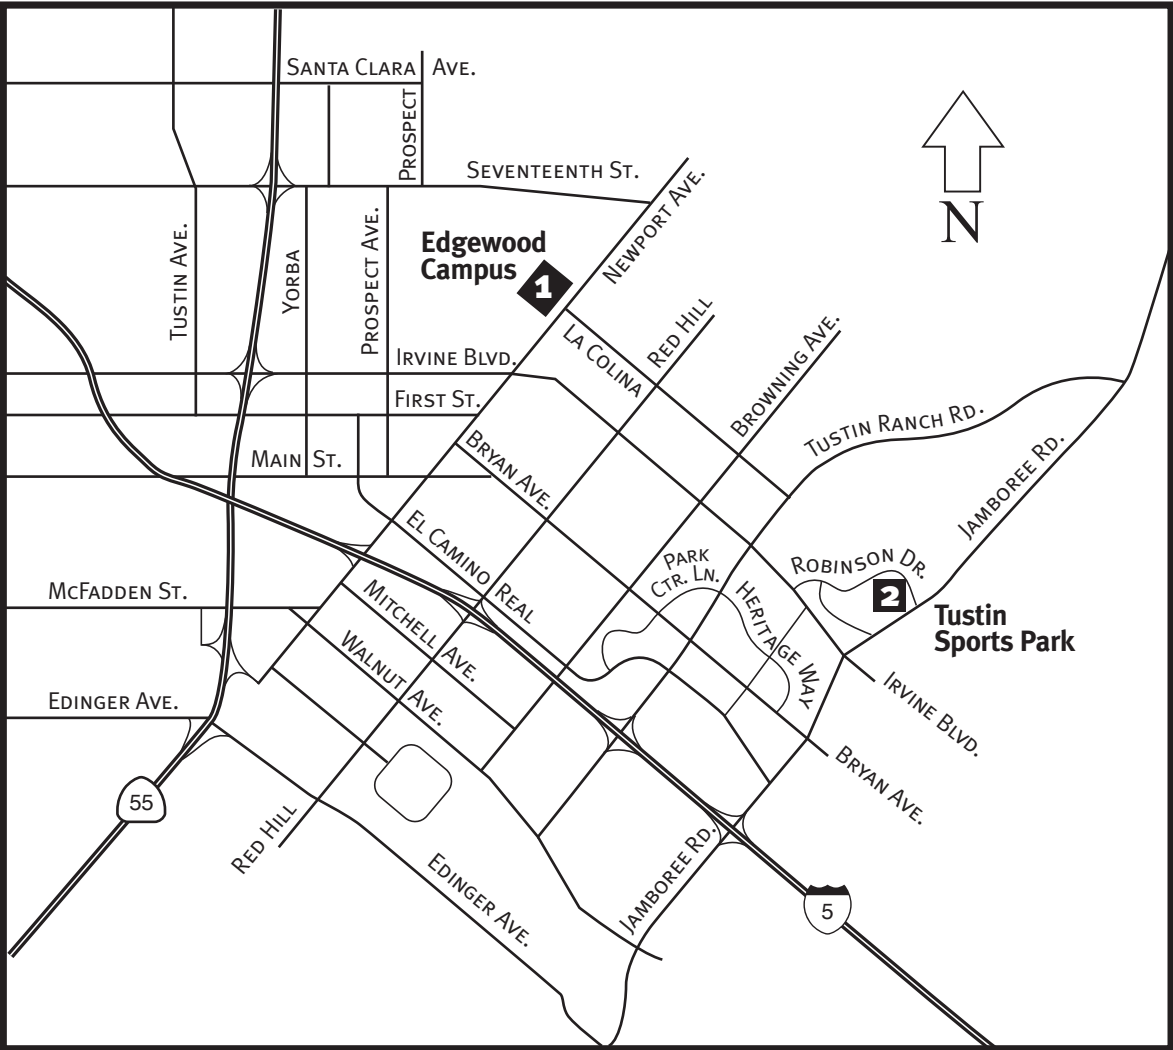 SANTA CLARA AVE.
PROSPECT
SEVENTEENTH ST.
NEWPORT AVE.
N
TUSTIN AVE.
YORBA
PROSPECT AVE.
Edgewood
Campus
1
IRVINE BLVD.
LA COLINA
RED HILL
BROWNING AVE.
FIRST ST.
TUSTIN RANCH RD.
JAMBOREE RD.
MAIN ST.
BRYAN AVE.
EL CAMINO REAL
PARK
CTR. LN.
ROBINSON DR.
2
Tustin
Sports Park
HERITAGE WAY
MCFADDEN ST.
MITCHELL AVE.
WALNUT AVE.
IRVINE BLVD.
EDINGER AVE.
BRYAN AVE.
55
RED HILL
EDINGER AVE.
JAMBOREE RD.
5